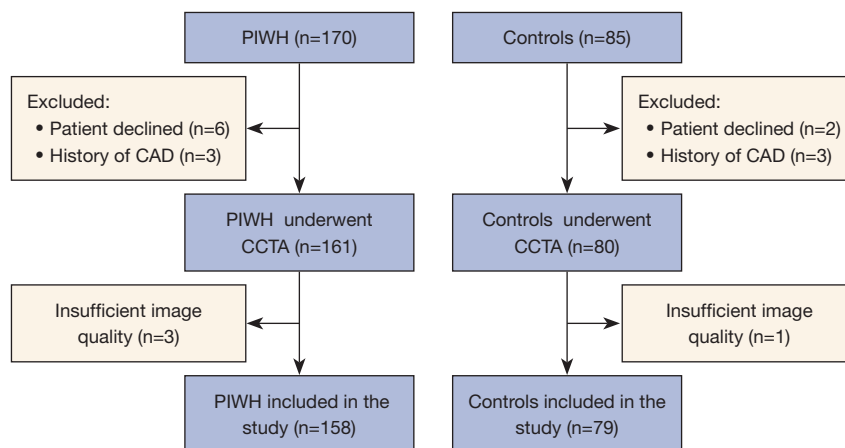 PIWH (n=170)
Controls (n=85)
Excluded:
• Patient declined (n=6)
• History of CAD (n=3)
Excluded:
• Patient declined (n=2)
• History of CAD (n=3)
PIWH underwent
CCTA (n=161)
Controls underwent
CCTA (n=80)
Insufficient image
quality (n=3)
Insufficient image
quality (n=1)
PIWH included in the
study (n=158)
Controls included in the
study (n=79)